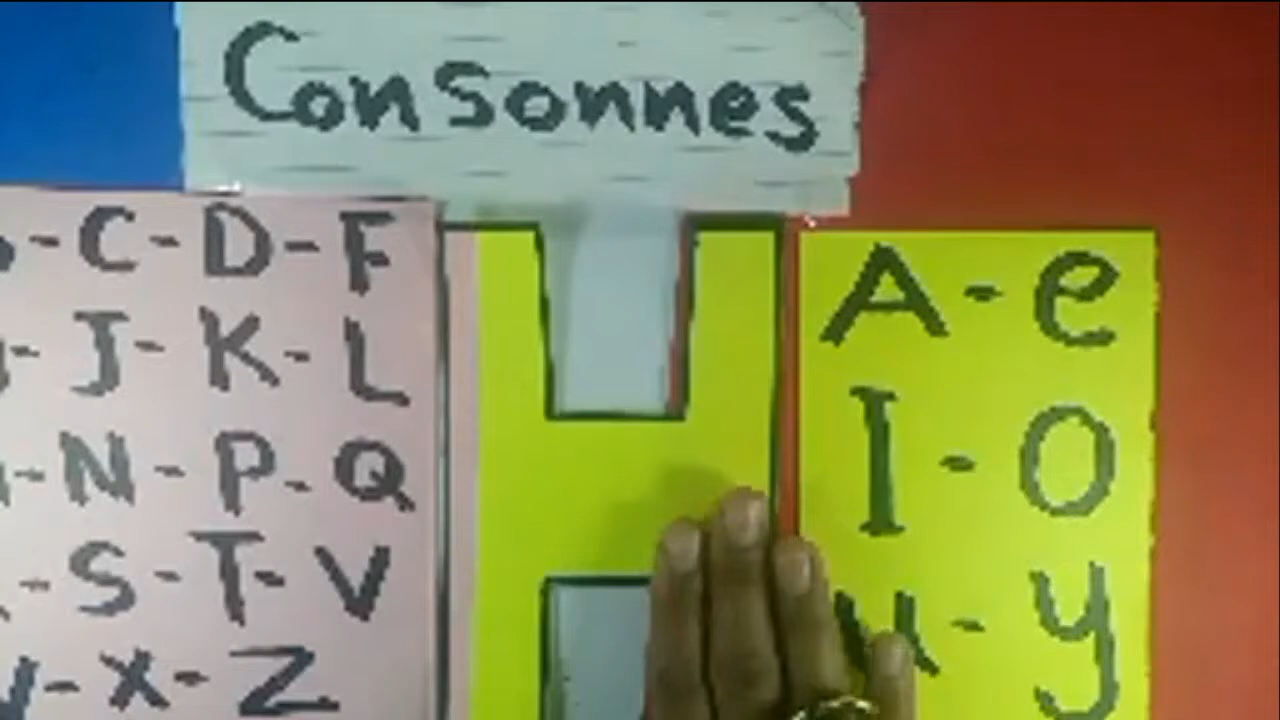 Consonnes
- C - D - F
- J - K - L
- N - P - Q
- S - T - V
- X - Z
H
A - e
I - O
u - y